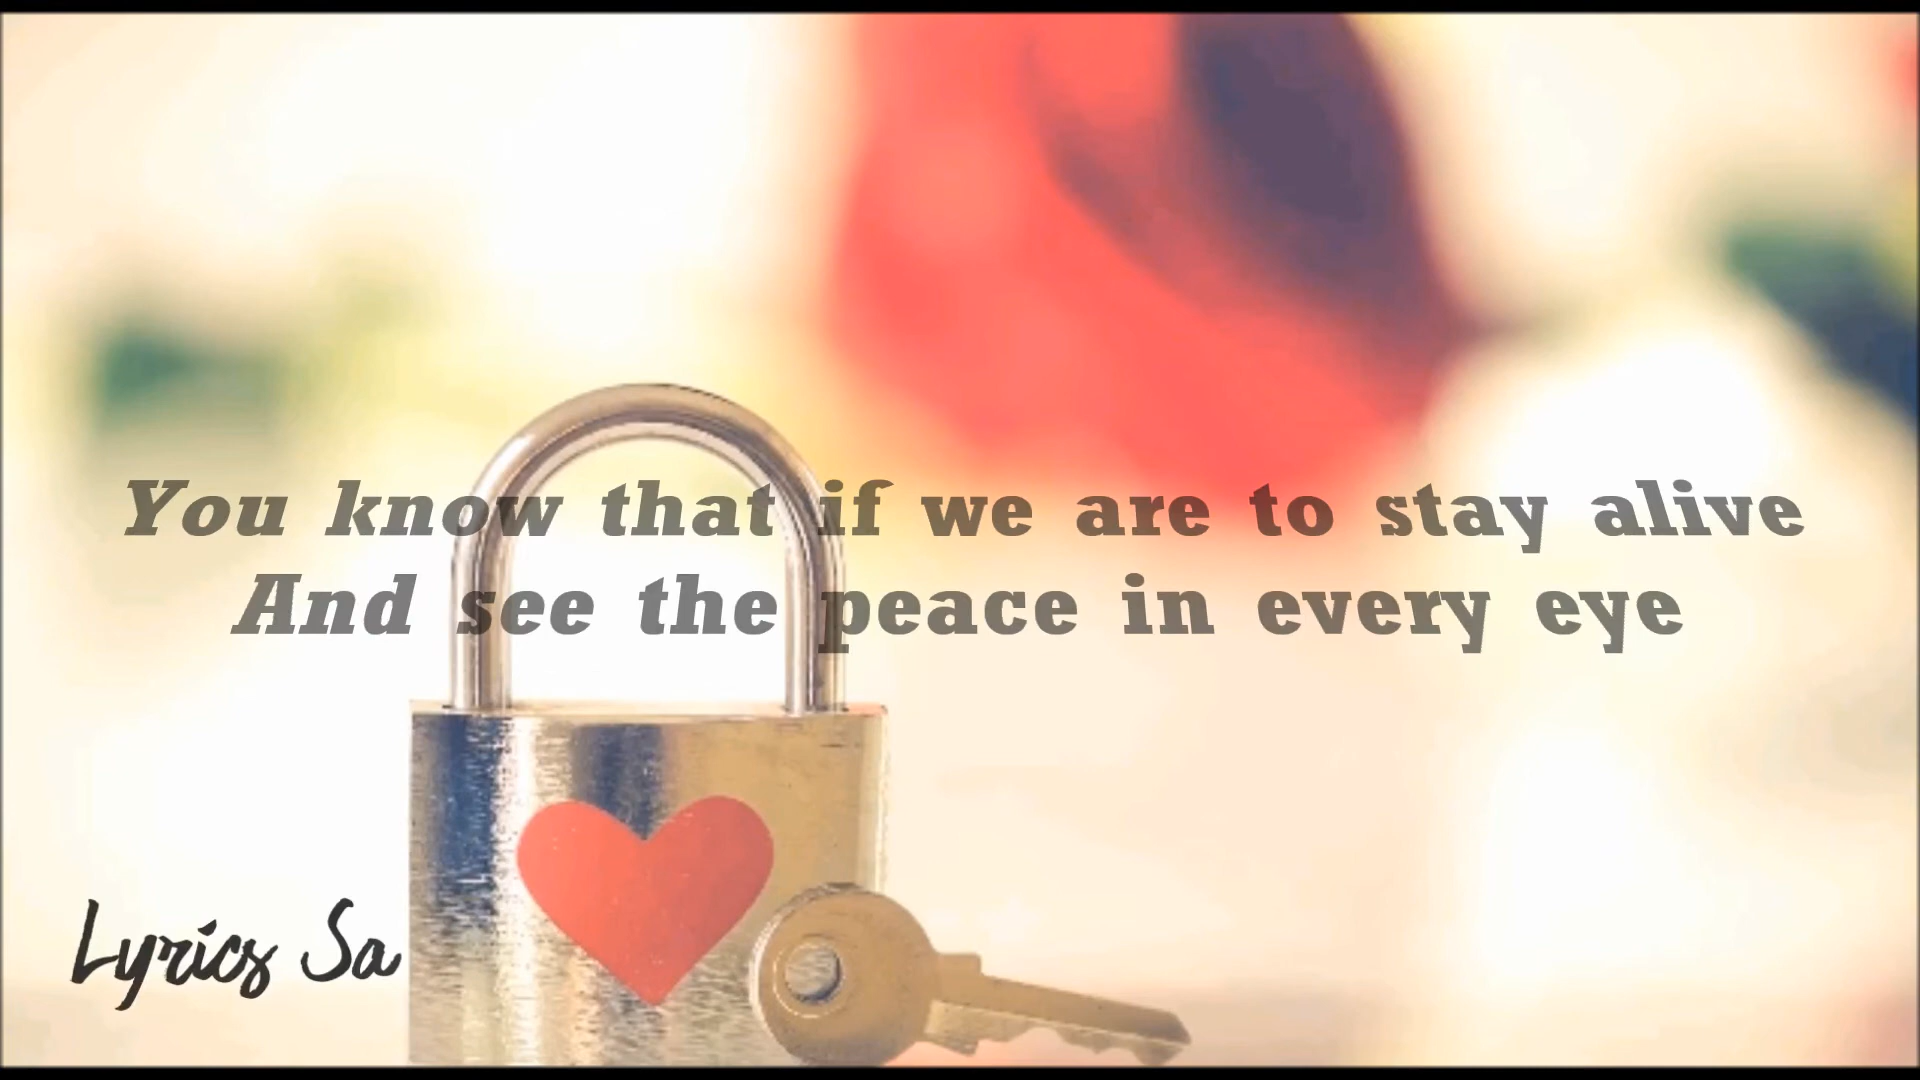 You know that if we are to stay alive
And see the peace in every eye
Lyrics Sa